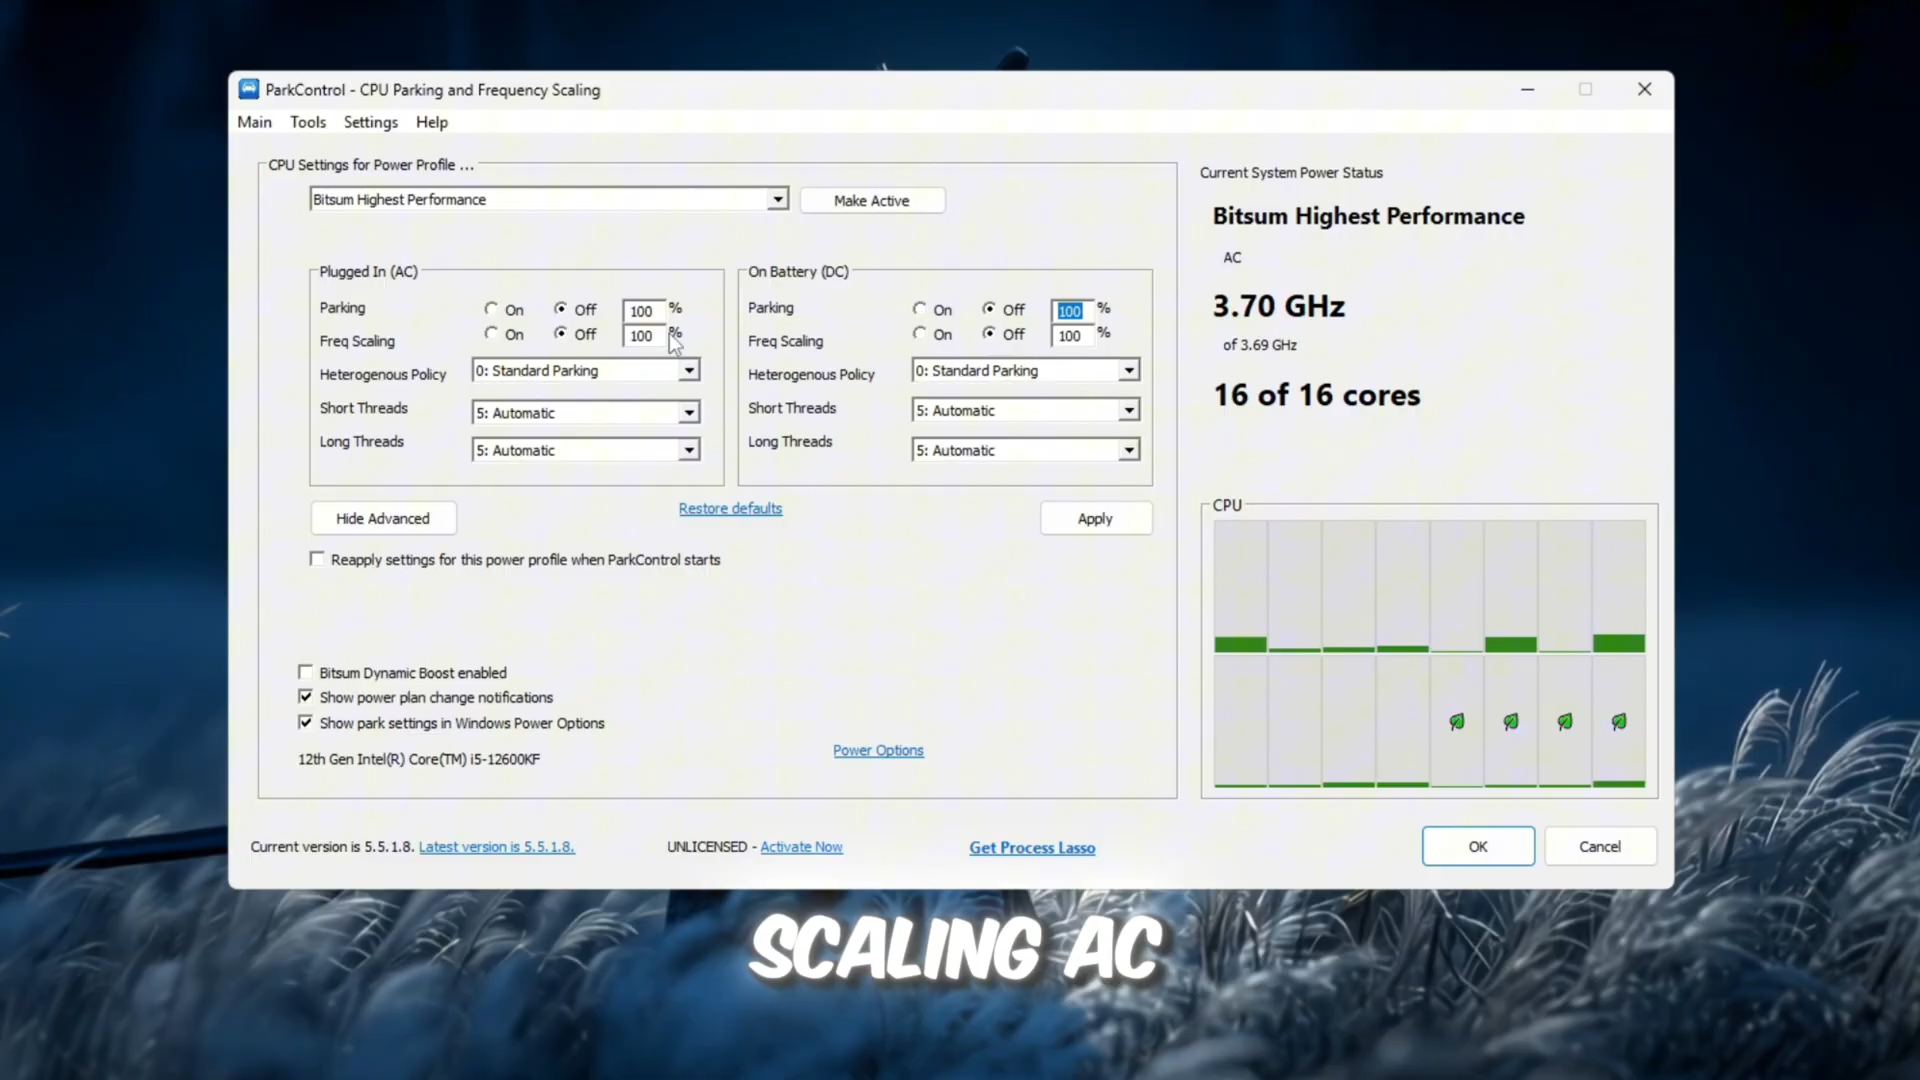 ParkControl - CPU Parking and Frequency Scaling
Main Tools Settings Help
CPU Settings for Power Profile ...
Bitsum Highest Performance
Make Active
Plugged In (AC)
Parking On Off 100 %
Freq Scaling On Off 100 %
Heterogenous Policy 0: Standard Parking
Short Threads 5: Automatic
Long Threads 5: Automatic
On Battery (DC)
Parking On Off 100 %
Freq Scaling On Off 100 %
Heterogenous Policy 0: Standard Parking
Short Threads 5: Automatic
Long Threads 5: Automatic
Hide Advanced
Restore defaults
Apply
Reapply settings for this power profile when ParkControl starts
Bitsum Dynamic Boost enabled
Show power plan change notifications
Show park settings in Windows Power Options
12th Gen Intel(R) Core(TM) i5-12600KF
Power Options
Current System Power Status
Bitsum Highest Performance
AC
3.70 GHz
of 3.69 GHz
16 of 16 cores
CPU
Current version is 5.5.1.8. Latest version is 5.5.1.8.
UNLICENSED - Activate Now
Get Process Lasso
OK
Cancel
SCALING AC